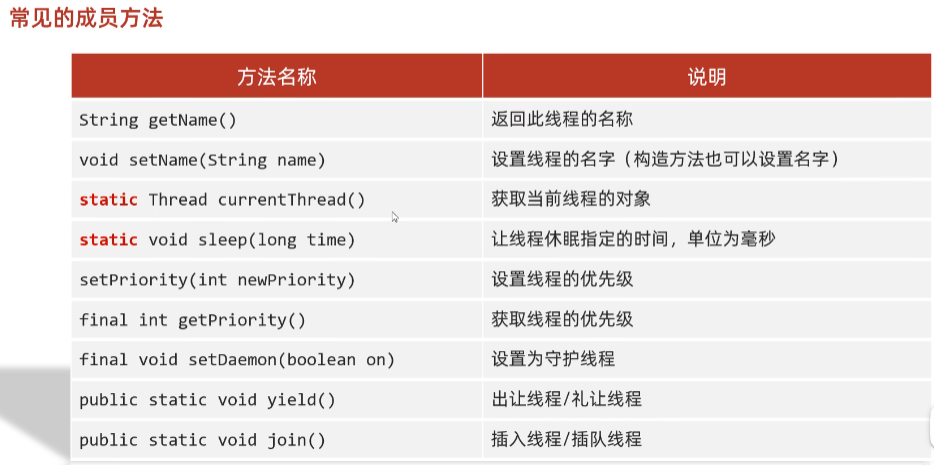 常见的成员方法
方法名称 说明
String getName() 返回此线程的名称
void setName(String name) 设置线程的名字（构造方法也可以设置名字）
static Thread currentThread() 获取当前线程的对象
static void sleep(long time) 让线程休眠指定的时间，单位为毫秒
setPriority(int newPriority) 设置线程的优先级
final int getPriority() 获取线程的优先级
final void setDaemon(boolean on) 设置为守护线程
public static void yield() 出让线程/礼让线程
public static void join() 插入线程/插队线程